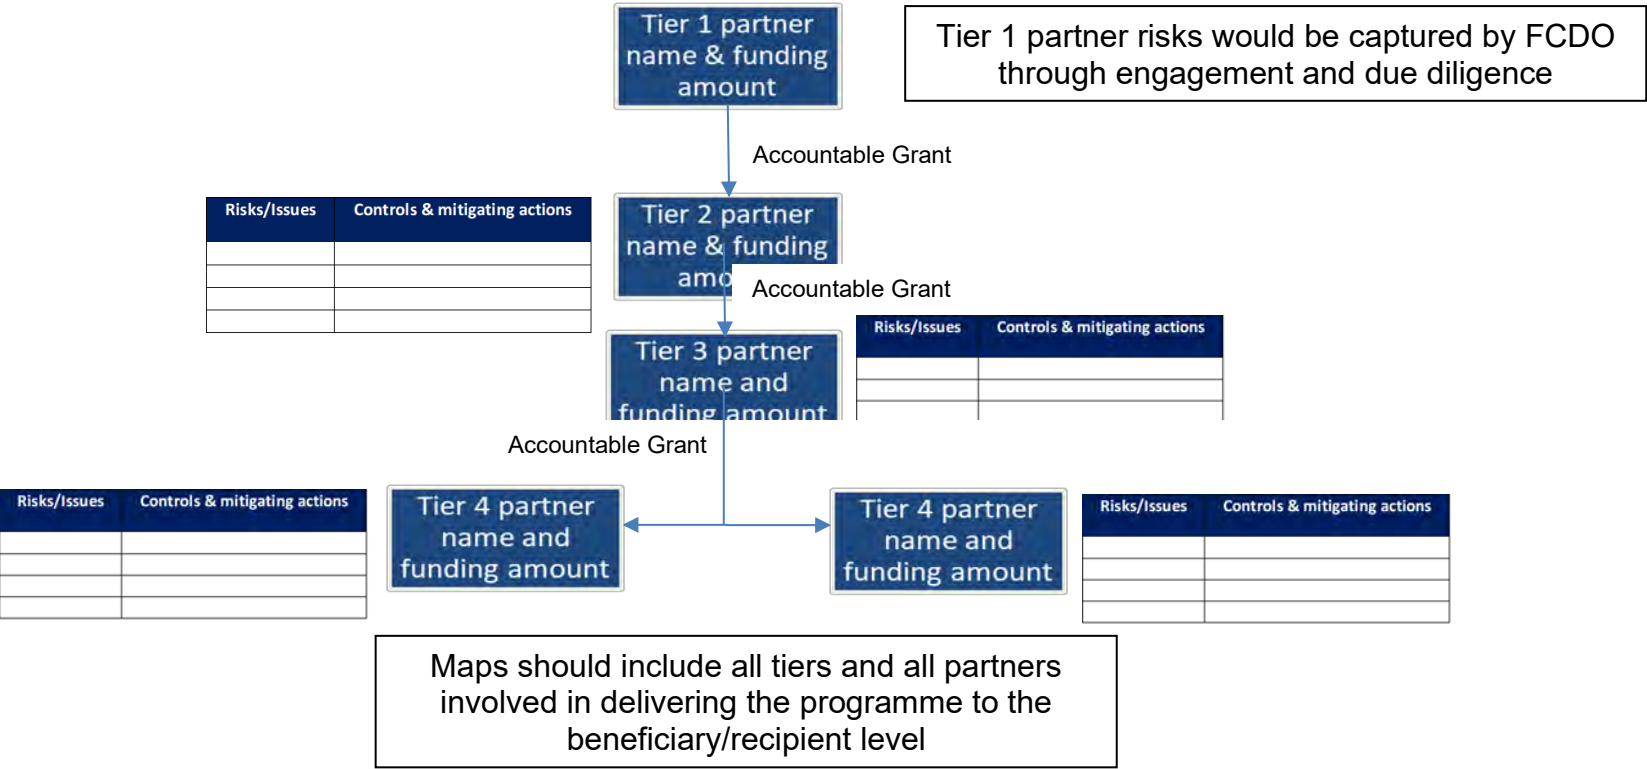 Tier 1 partner
name & funding
amount
Tier 1 partner risks would be captured by FCDO
through engagement and due diligence
Accountable Grant
Risks/Issues Controls & mitigating actions
Tier 2 partner
name & funding
amo
Accountable Grant
Tier 3 partner
name and
funding amount
Risks/Issues Controls & mitigating actions
Accountable Grant
Risks/Issues Controls & mitigating actions
Tier 4 partner
name and
funding amount
Tier 4 partner
name and
funding amount
Risks/Issues Controls & mitigating actions
Maps should include all tiers and all partners
involved in delivering the programme to the
beneficiary/recipient level